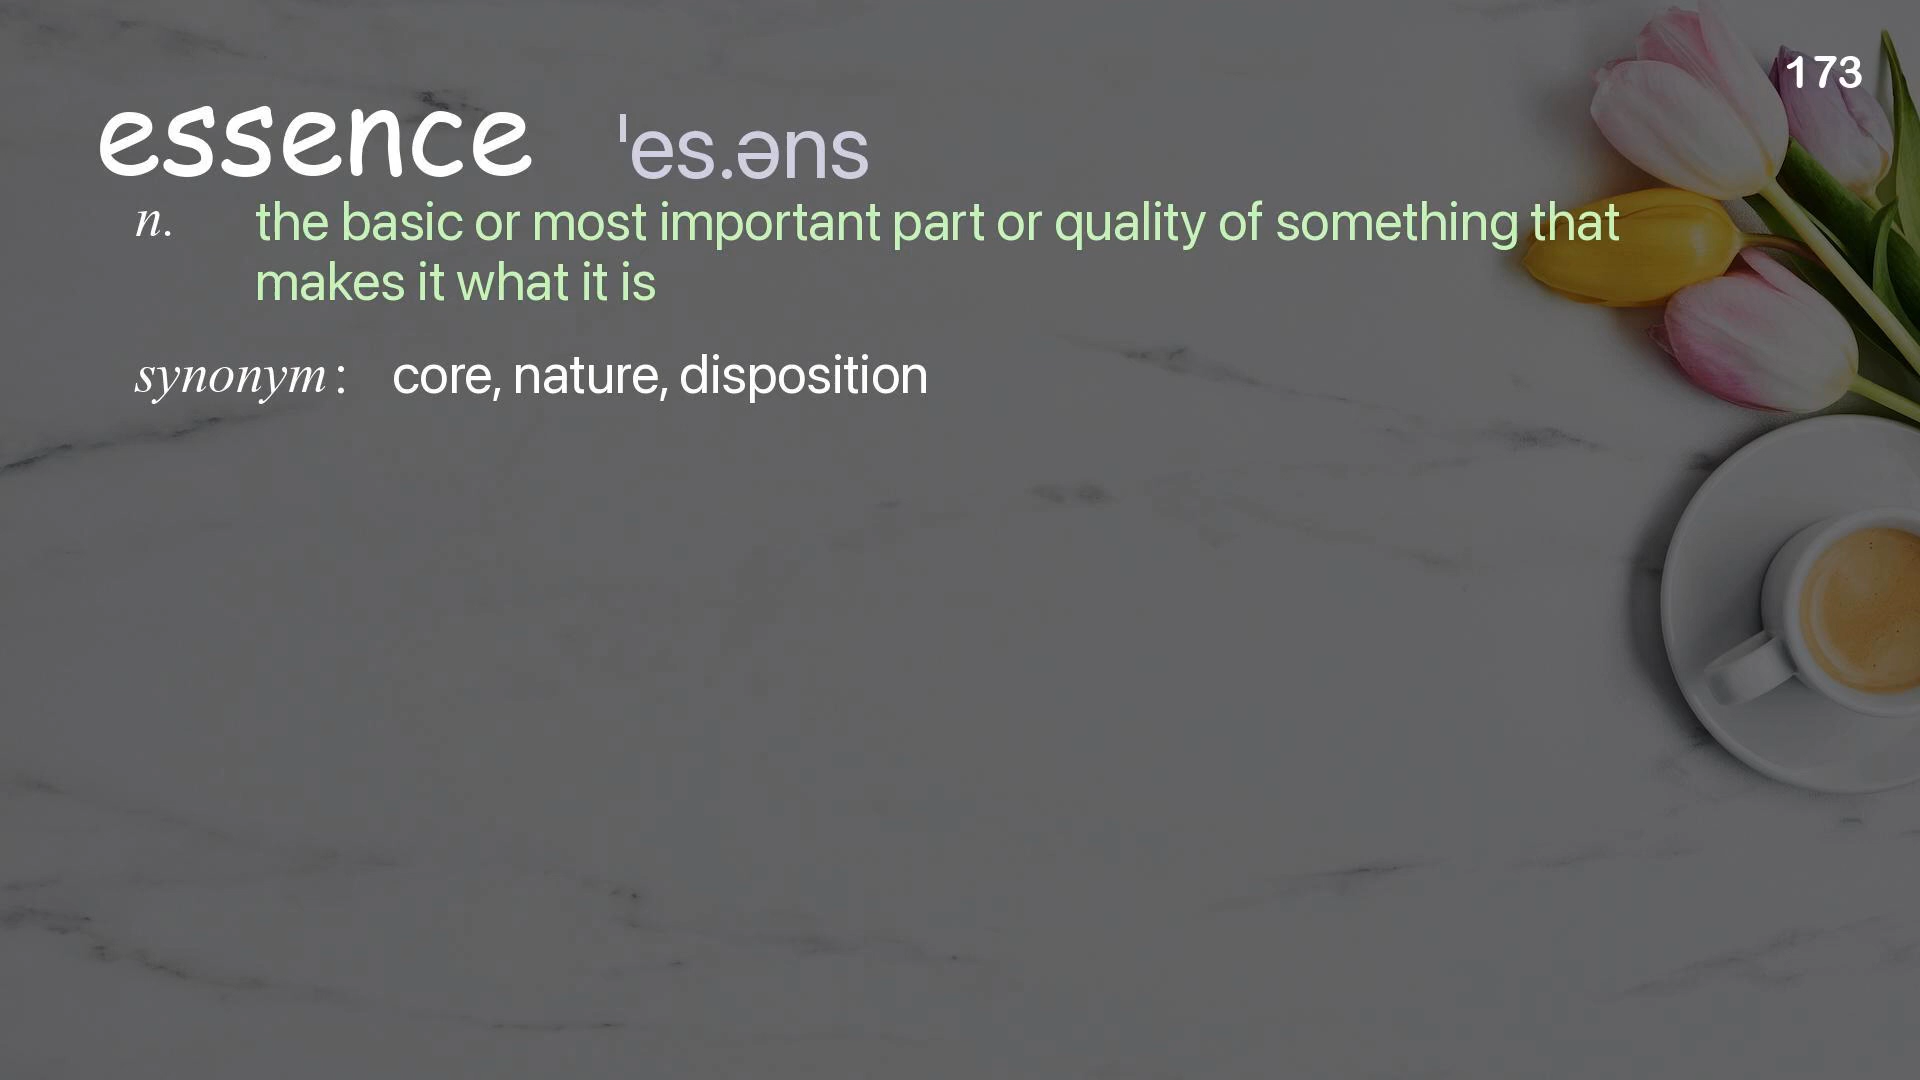 173
essence ˈes.əns
n. the basic or most important part or quality of something that
makes it what it is
synonym: core, nature, disposition